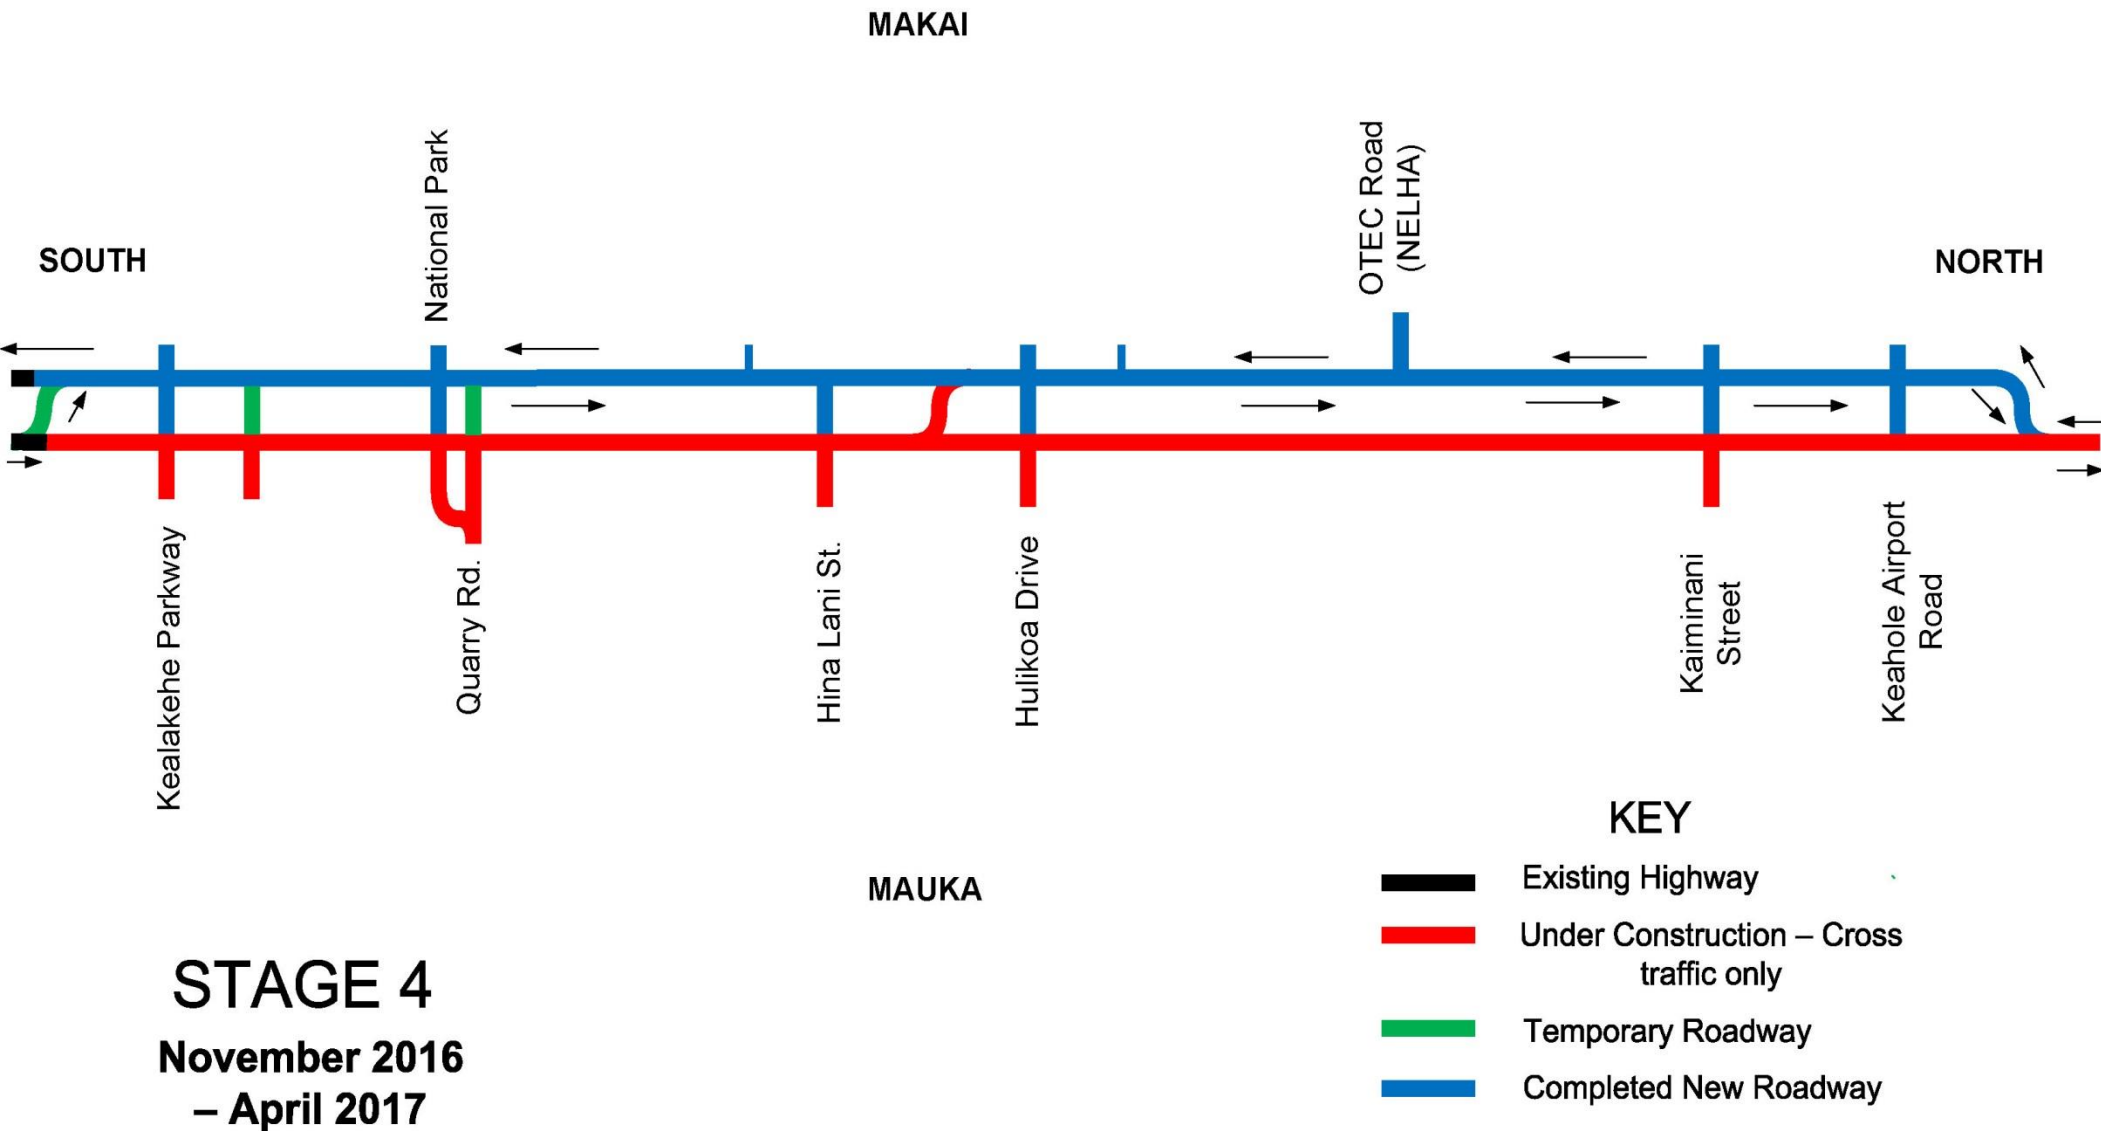 MAKAI
SOUTH
National Park
OTEC Road
(NELHA)
NORTH
Kealakehe Parkway
Quarry Rd.
Hina Lani St.
Hulikoa Drive
Kaiminani
Street
Keahole Airport
Road
MAUKA
KEY
Existing Highway
Under Construction – Cross
traffic only
Temporary Roadway
Completed New Roadway
STAGE 4
November 2016
– April 2017